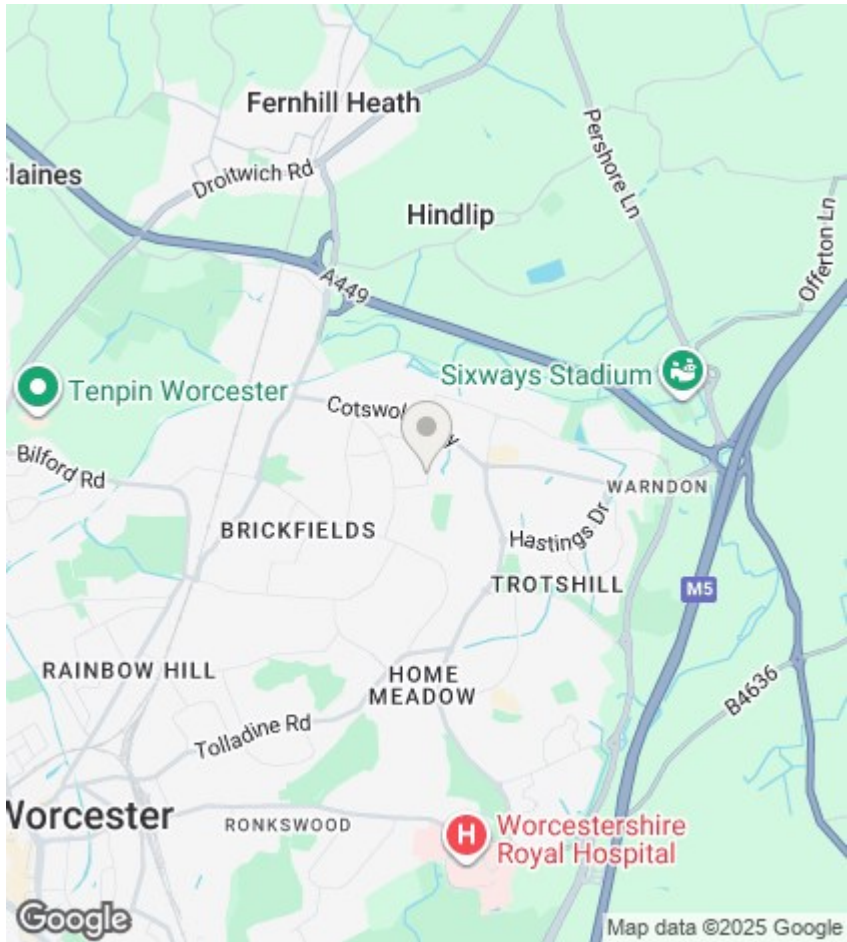 Fernhill Heath
Claines
Droitwich Rd
Pershore Ln
Hindlip
Offerton Ln
A449
Tenpin Worcester
Sixways Stadium
Bilford Rd
WARNDON
BRICKFIELDS
Hastings Dr
TROTSHILL
M5
RAINBOW HILL
HOME
MEADOW
B4636
Tolladine Rd
Worcester
RONKSWOOD
H
Worcestershire
Royal Hospital
Google
Map data ©2025 Google